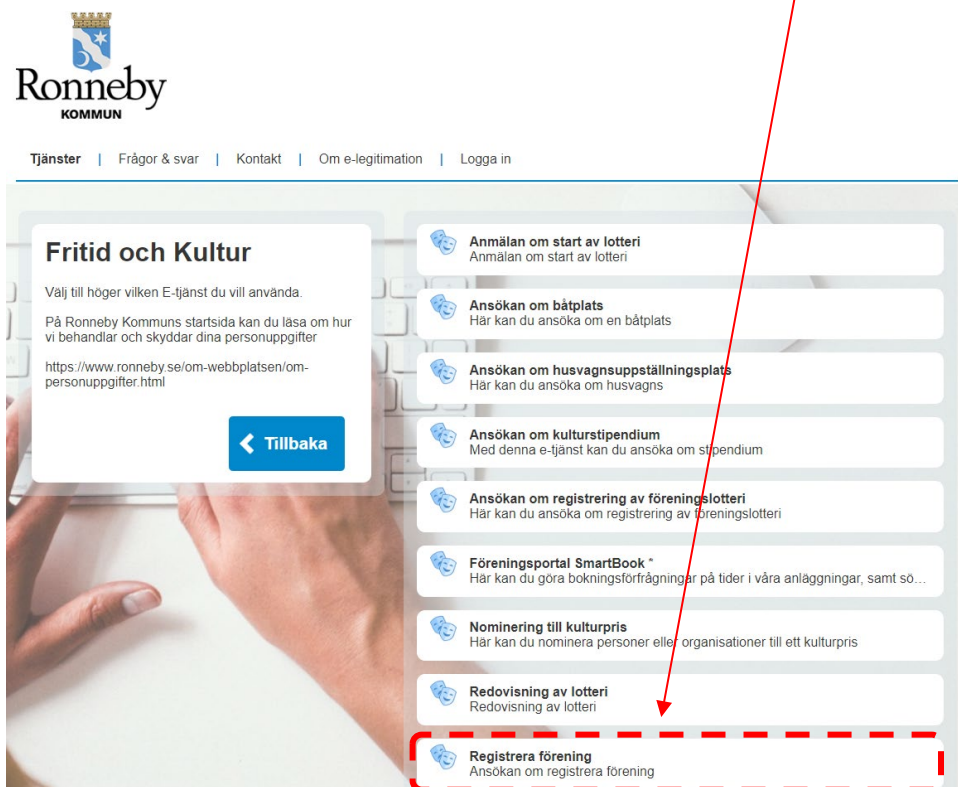 Ronneby
KOMMUN
Tjänster | Frågor & svar | Kontakt | Om e-legitimation | Logga in
Fritid och Kultur
Välj till höger vilken E-tjänst du vill använda.
På Ronneby Kommuns startsida kan du läsa om hur
vi behandlar och skyddar dina personuppgifter
https://www.ronneby.se/om-webbplatsen/om-
personuppgifter.html
Tillbaka
Anmälan om start av lotteri
Anmälan om start av lotteri
Ansökan om båtplats
Här kan du ansöka om en båtplats
Ansökan om husvagnsuppställningsplats
Här kan du ansöka om husvagns
Ansökan om kulturstipendium
Med denna e-tjänst kan du ansöka om stipendium
Ansökan om registrering av föreningslotteri
Här kan du ansöka om registrering av föreningslotteri
Föreningsportal SmartBook *
Här kan du göra bokningsförfrågningar på tider i våra anläggningar, samt sö...
Nominering till kulturpris
Här kan du nominera personer eller organisationer till ett kulturpris
Redovisning av lotteri
Redovisning av lotteri
Registrera förening
Ansökan om registrera förening